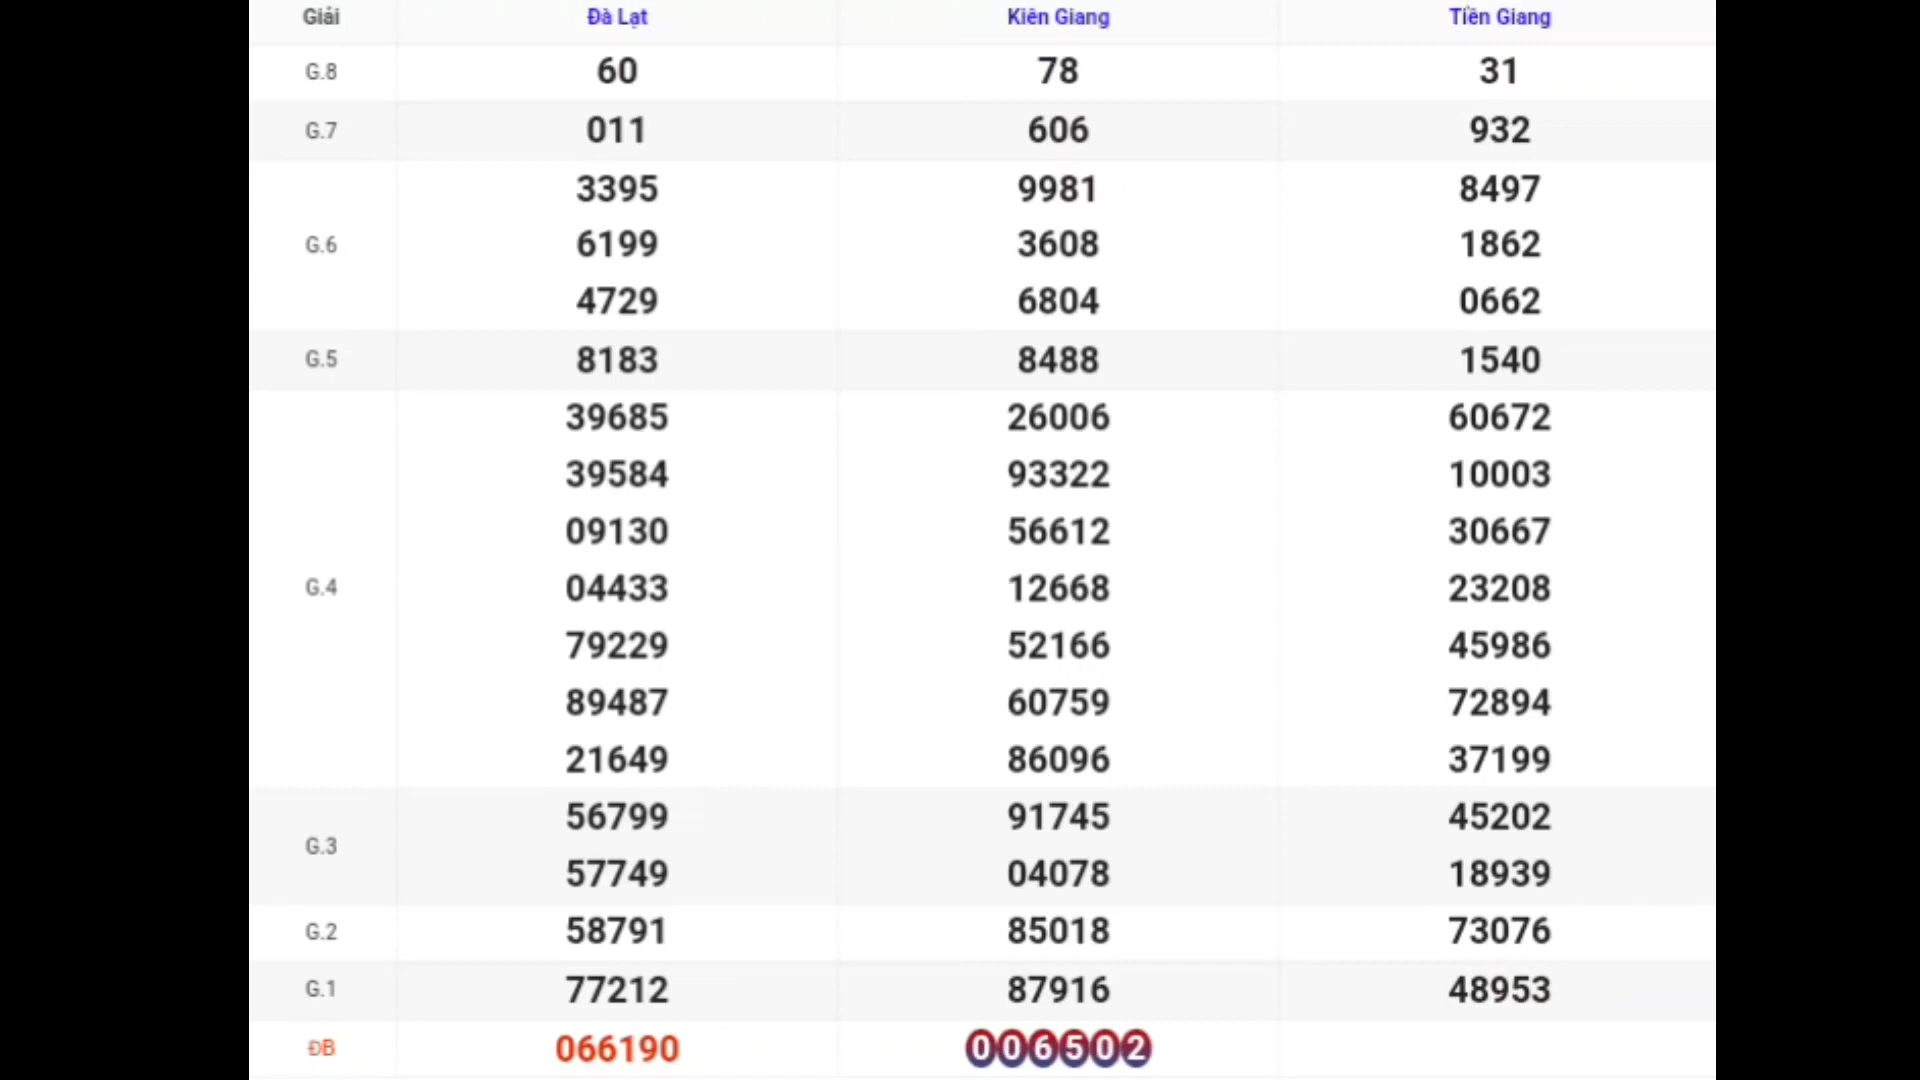 Giải Đà Lạt Kiên Giang Tiền Giang
G.8 60 78 31
G.7 011 606 932
3395 9981 8497
G.6 6199 3608 1862
4729 6804 0662
G.5 8183 8488 1540
39685 26006 60672
39584 93322 10003
09130 56612 30667
G.4 04433 12668 23208
79229 52166 45986
89487 60759 72894
21649 86096 37199
G.3 56799 91745 45202
57749 04078 18939
G.2 58791 85018 73076
G.1 77212 87916 48953
ĐB 066190 006502